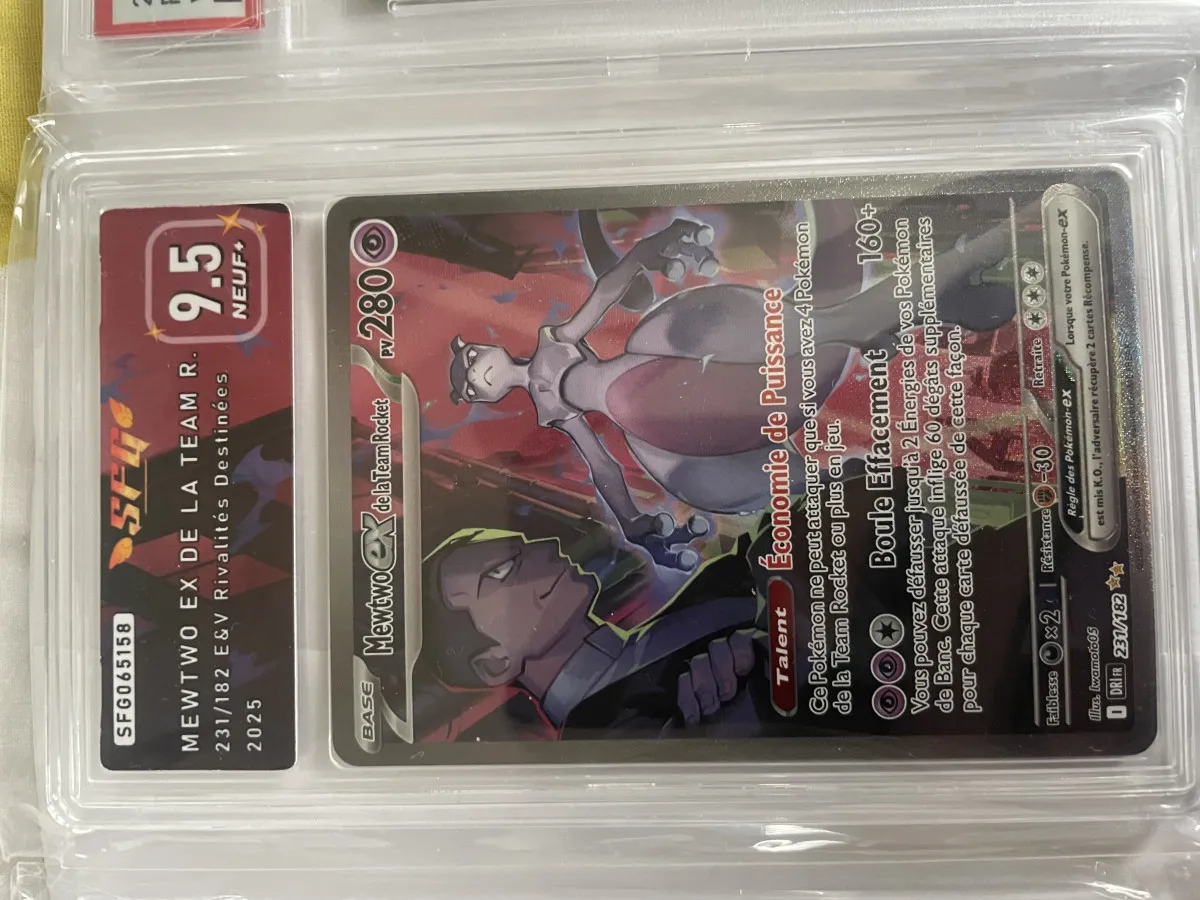 SFG065158
SFG
MEWTWO EX DE LA TEAM R.
231/182 E&V Rivalités Destinées
2025
9.5
NEUF+
BASE
Mewtwo ex de la Team Rocket
PV 280
Talent Économie de Puissance
Ce Pokémon ne peut attaquer que si vous avez 4 Pokémon
de la Team Rocket ou plus en jeu.
Boule Effacement 160+
Vous pouvez défausser jusqu'à 2 Énergies de vos Pokémon
de Banc. Cette attaque inflige 60 dégâts supplémentaires
pour chaque carte défaussée de cette façon.
Faiblesse ×2 Résistance -30 Retraite
Illus. Iwamoto05
I DRI FR 231/182
Règle des Pokémon-ex Lorsque votre Pokémon-ex
est mis K.O., l'adversaire récupère 2 cartes Récompense.